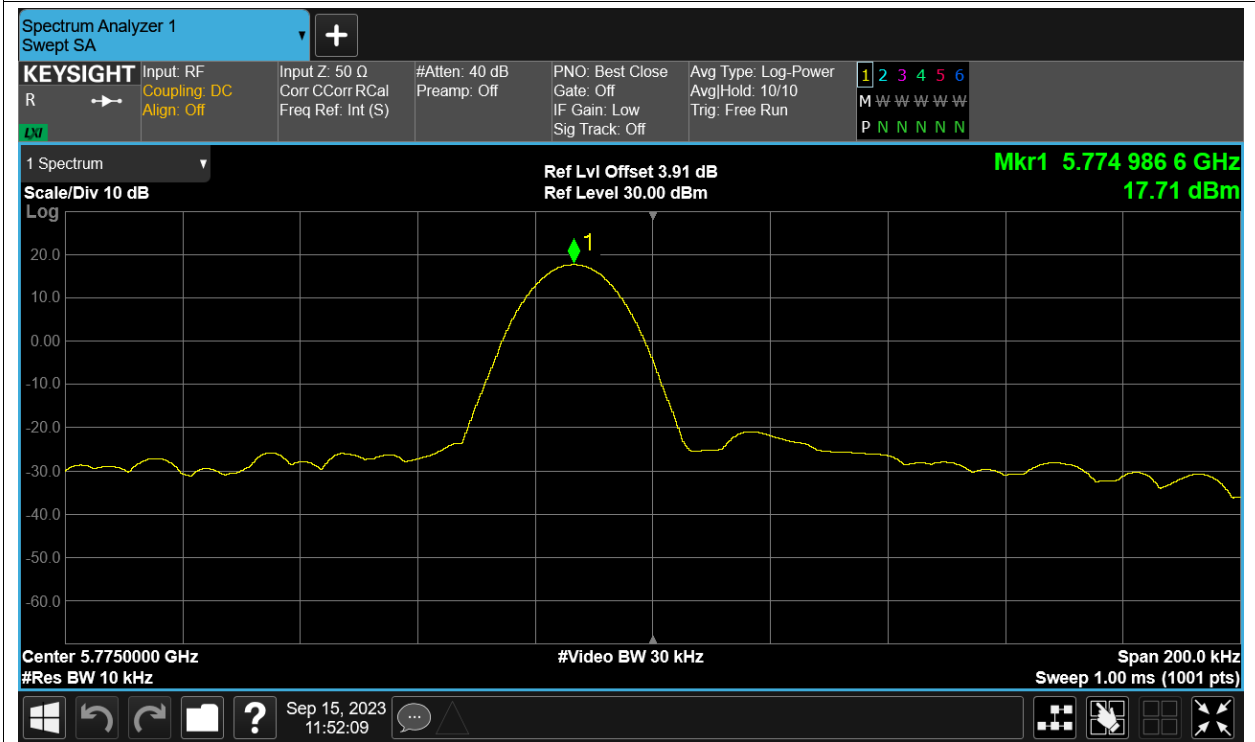 Spectrum Analyzer 1
Swept SA
KEYSIGHT
R
LXI
Input: RF
Coupling: DC
Align: Off
Input Z: 50 Ω
Corr CCorr RCal
Freq Ref: Int (S)
#Atten: 40 dB
Preamp: Off
PNO: Best Close
Gate: Off
IF Gain: Low
Sig Track: Off
Avg Type: Log-Power
Avg|Hold: 10/10
Trig: Free Run
1 2 3 4 5 6
M W W W W W
P N N N N N
1 Spectrum
Scale/Div 10 dB
Ref Lvl Offset 3.91 dB
Ref Level 30.00 dBm
Mkr1 5.774 986 6 GHz
17.71 dBm
Log
1
20.0
10.0
0.00
-10.0
-20.0
-30.0
-40.0
-50.0
-60.0
Center 5.7750000 GHz
#Video BW 30 kHz
Span 200.0 kHz
#Res BW 10 kHz
Sweep 1.00 ms (1001 pts)
?
Sep 15, 2023
11:52:09